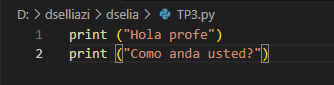 D: > dselliazi > dselia > TP3.py
1 print ("Hola profe")
2 print ("Como anda usted?")